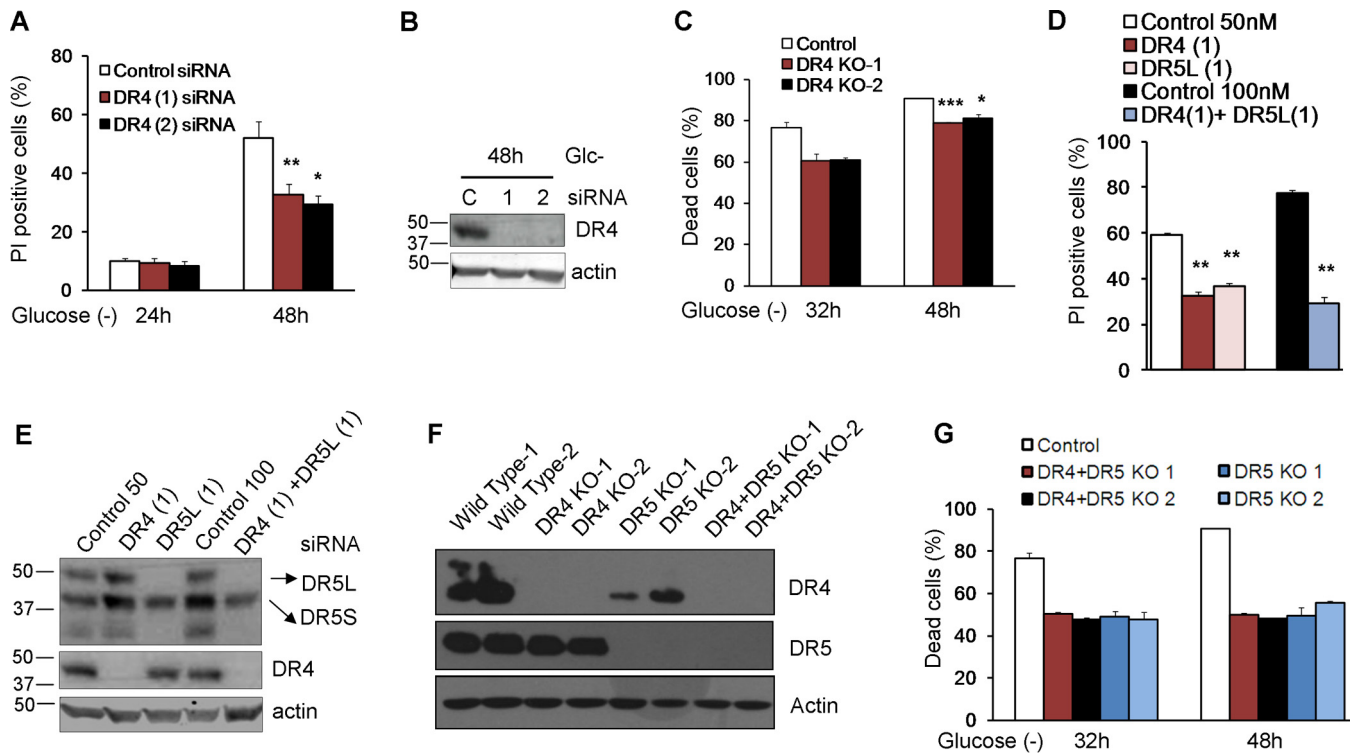 A
PI positive cells (%)
80
60
40
20
0
Control siRNA
DR4 (1) siRNA
DR4 (2) siRNA
**
*
Glucose (-) 24h 48h
B
48h Glc-
C 1 2 siRNA
50
37
DR4
50
actin
C
Control
DR4 KO-1
DR4 KO-2
Dead cells (%)
100
80
60
40
20
0
*** *
Glucose (-) 32h 48h
D
Control 50nM
DR4 (1)
DR5L (1)
Control 100nM
DR4(1)+ DR5L(1)
PI positive cells (%)
100
80
60
40
20
0
** ** **
E
Control 50
DR4 (1)
DR5L (1)
Control 100
DR4 (1) +DR5L (1)
siRNA
50
37
DR5L
DR5S
50
37
DR4
50
actin
F
Wild Type-1
Wild Type-2
DR4 KO-1
DR4 KO-2
DR5 KO-1
DR5 KO-2
DR4+DR5 KO-1
DR4+DR5 KO-2
DR4
DR5
Actin
G
Control
DR4+DR5 KO 1 DR5 KO 1
DR4+DR5 KO 2 DR5 KO 2
Dead cells (%)
100
80
60
40
20
0
Glucose (-) 32h 48h